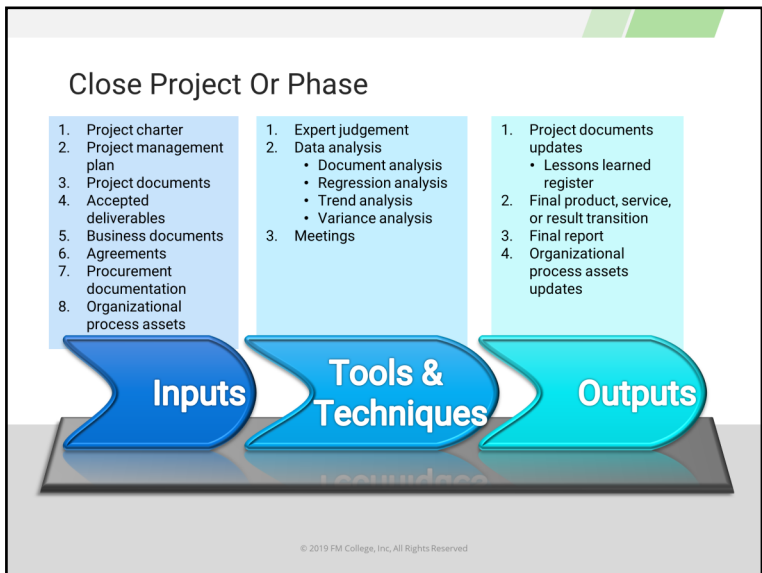 Close Project Or Phase
1. Project charter
2. Project management
plan
3. Project documents
4. Accepted
deliverables
5. Business documents
6. Agreements
7. Procurement
documentation
8. Organizational
process assets
1. Expert judgement
2. Data analysis
• Document analysis
• Regression analysis
• Trend analysis
• Variance analysis
3. Meetings
1. Project documents
updates
• Lessons learned
register
2. Final product, service,
or result transition
3. Final report
4. Organizational
process assets
updates
Inputs
Tools &
Techniques
Outputs
© 2019 FM College, Inc, All Rights Reserved